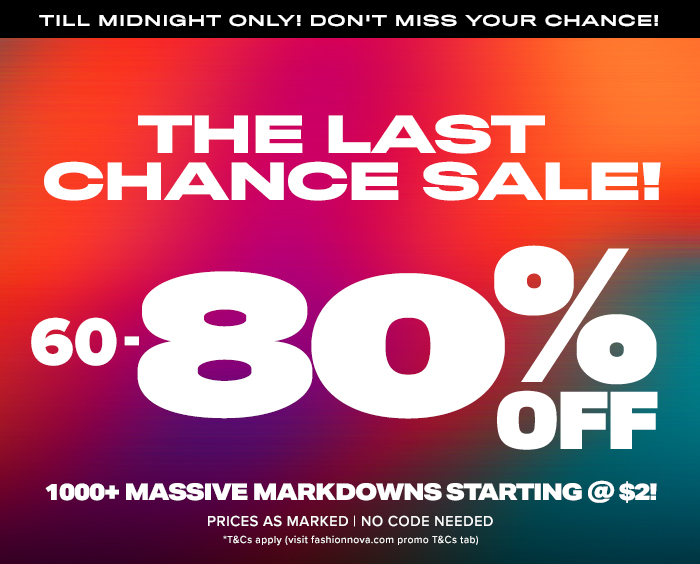 TILL MIDNIGHT ONLY! DON'T MISS YOUR CHANCE!
THE LAST
CHANCE SALE!
60-80%
OFF
1000+ MASSIVE MARKDOWNS STARTING @ $2!
PRICES AS MARKED | NO CODE NEEDED
*T&Cs apply (visit fashionnova.com promo T&Cs tab)